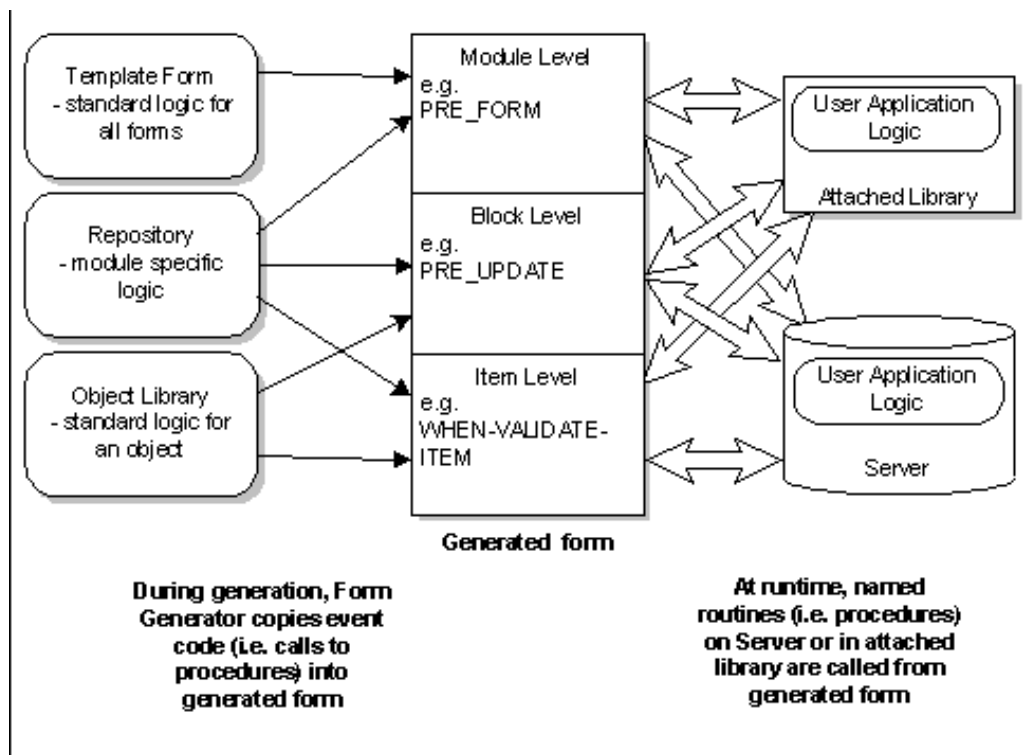 Template Form
- standard logic for
all forms
Repository
- module specific
logic
Object Library
- standard logic for
an object
Module Level
e.g.
PRE_FORM
Block Level
e.g.
PRE_UPDATE
Item Level
e.g.
WHEN-VALIDATE-
ITEM
Generated form
User Application
Logic
Attached Library
User Application
Logic
Server
During generation, Form
Generator copies event
code (i.e. calls to
procedures) into
generated form
At runtime, named
routines (i.e. procedures)
on Server or in attached
library are called from
generated form